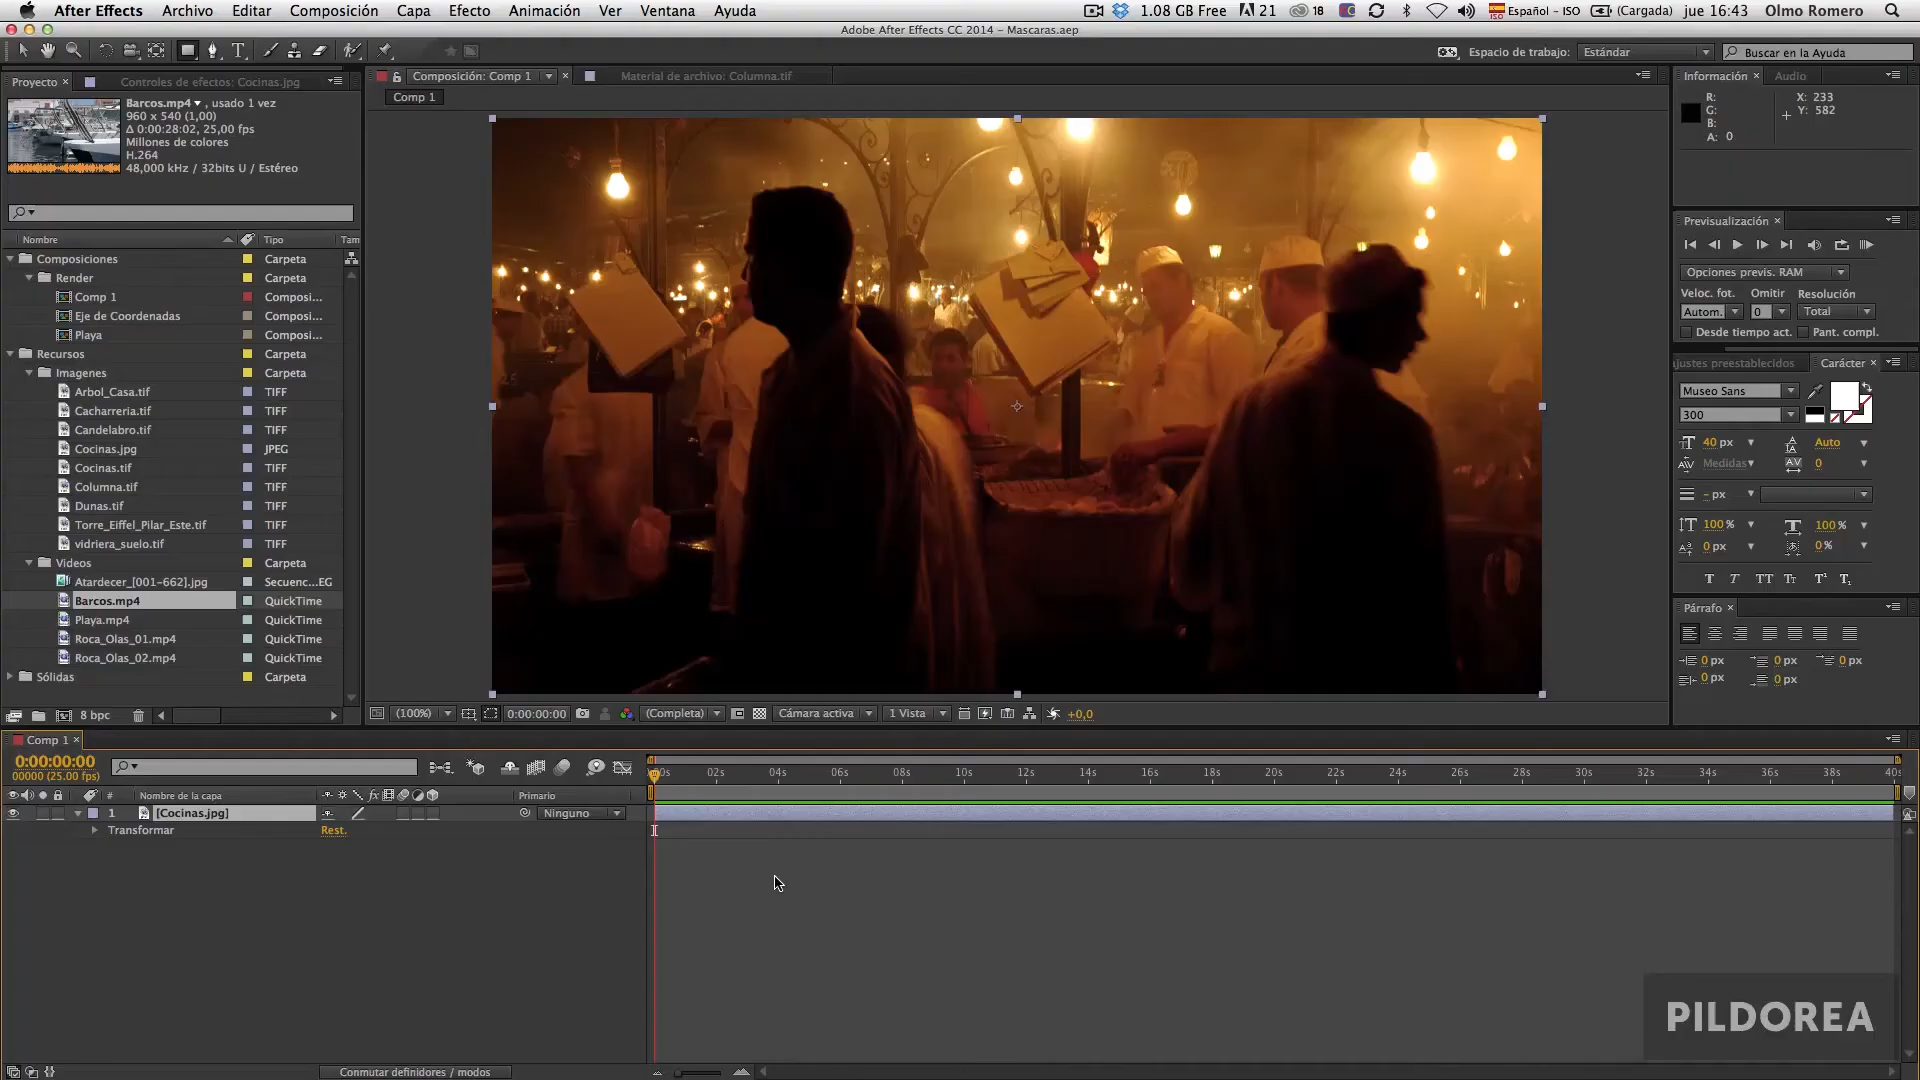 After Effects Archivo Editar Composición Capa Efecto Animación Ver Ventana Ayuda 1.08 GB Free 21 18 Español - ISO (Cargada) jue 16:43 Olmo Romero
Adobe After Effects CC 2014 - Mascaras.aep
Espacio de trabajo: Estándar Buscar en la Ayuda
Proyecto Controles de efectos: Cocinas.jpg
Composición: Comp 1 Material de archivo: Columna.tif
Comp 1
Información Audio
R: X: 233
G: Y: 582
B:
A: 0
Barcos.mp4 , usado 1 vez
960 x 540 (1,00)
Δ 0:00:28:02, 25,00 fps
Millones de colores
H.264
48,000 kHz / 32bits U / Estéreo
Nombre Tipo Tam
Composiciones Carpeta
Render Carpeta
Comp 1 Composi...
Eje de Coordenadas Composi...
Playa Composi...
Recursos Carpeta
Imagenes Carpeta
Arbol_Casa.tif TIFF
Cacharreria.tif TIFF
Candelabro.tif TIFF
Cocinas.jpg JPEG
Cocinas.tif TIFF
Columna.tif TIFF
Dunas.tif TIFF
Torre_Eiffel_Pilar_Este.tif TIFF
vidriera_suelo.tif TIFF
Videos Carpeta
Atardecer_[001-662].jpg Secuenc...EG
Barcos.mp4 QuickTime
Playa.mp4 QuickTime
Roca_Olas_01.mp4 QuickTime
Roca_Olas_02.mp4 QuickTime
Sólidas Carpeta
8 bpc
Previsualización
Opciones previs. RAM
Veloc. fot. Omitir Resolución
Autom. 0 Total
Desde tiempo act. Pant. compl.
ajustes preestablecidos Carácter
Museo Sans
300
40 px Auto
Medidas 0
- px
100 % 100 %
0 px 0 %
T T TT Tt T¹ T₁
Párrafo
0 px 0 px 0 px
0 px 0 px
(100%) 0:00:00:00 (Completa) Cámara activa 1 Vista +0,0
Comp 1
0:00:00:00
00000 (25.00 fps)
00s 02s 04s 06s 08s 10s 12s 14s 16s 18s 20s 22s 24s 26s 28s 30s 32s 34s 36s 38s 40s
# Nombre de la capa fx Primario
1 [Cocinas.jpg] Ninguno
Transformar Rest.
Conmutar definidores / modos
PILDOREA